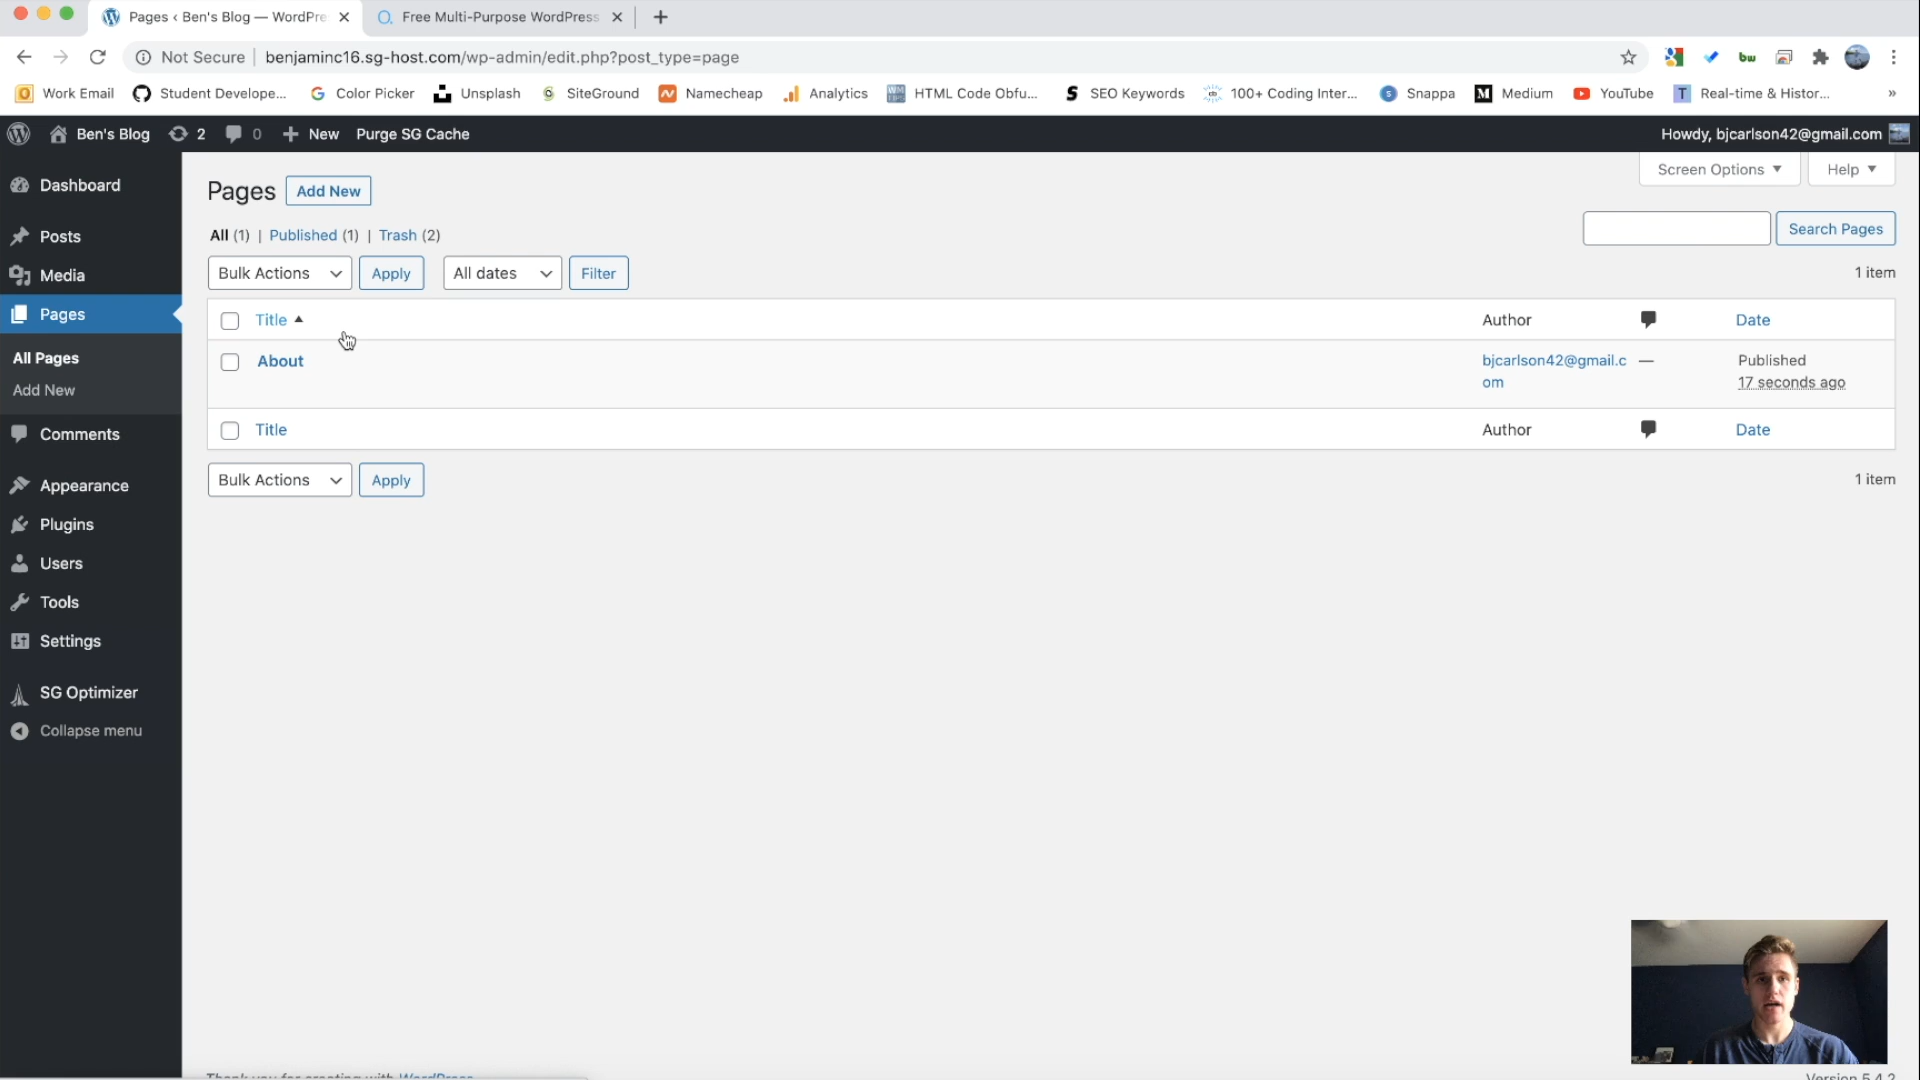 Pages ‹ Ben's Blog — WordPre
Free Multi-Purpose WordPress
Not Secure | benjaminc16.sg-host.com/wp-admin/edit.php?post_type=page
Work Email Student Develope... Color Picker Unsplash SiteGround Namecheap Analytics HTML Code Obfu... SEO Keywords 100+ Coding Inter... Snappa Medium YouTube Real-time & Histor... »
Ben's Blog 2 0 New Purge SG Cache Howdy, bjcarlson42@gmail.com
Dashboard
Posts
Media
Pages
All Pages
Add New
Comments
Appearance
Plugins
Users
Tools
Settings
SG Optimizer
Collapse menu
Screen Options Help
Pages Add New
All (1) | Published (1) | Trash (2)
Search Pages
Bulk Actions Apply All dates Filter 1 item
Title Author Date
About bjcarlson42@gmail.c — Published
om 17 seconds ago
Title Author Date
Bulk Actions Apply 1 item
Thank you for creating with WordPress
Version 5.4.2